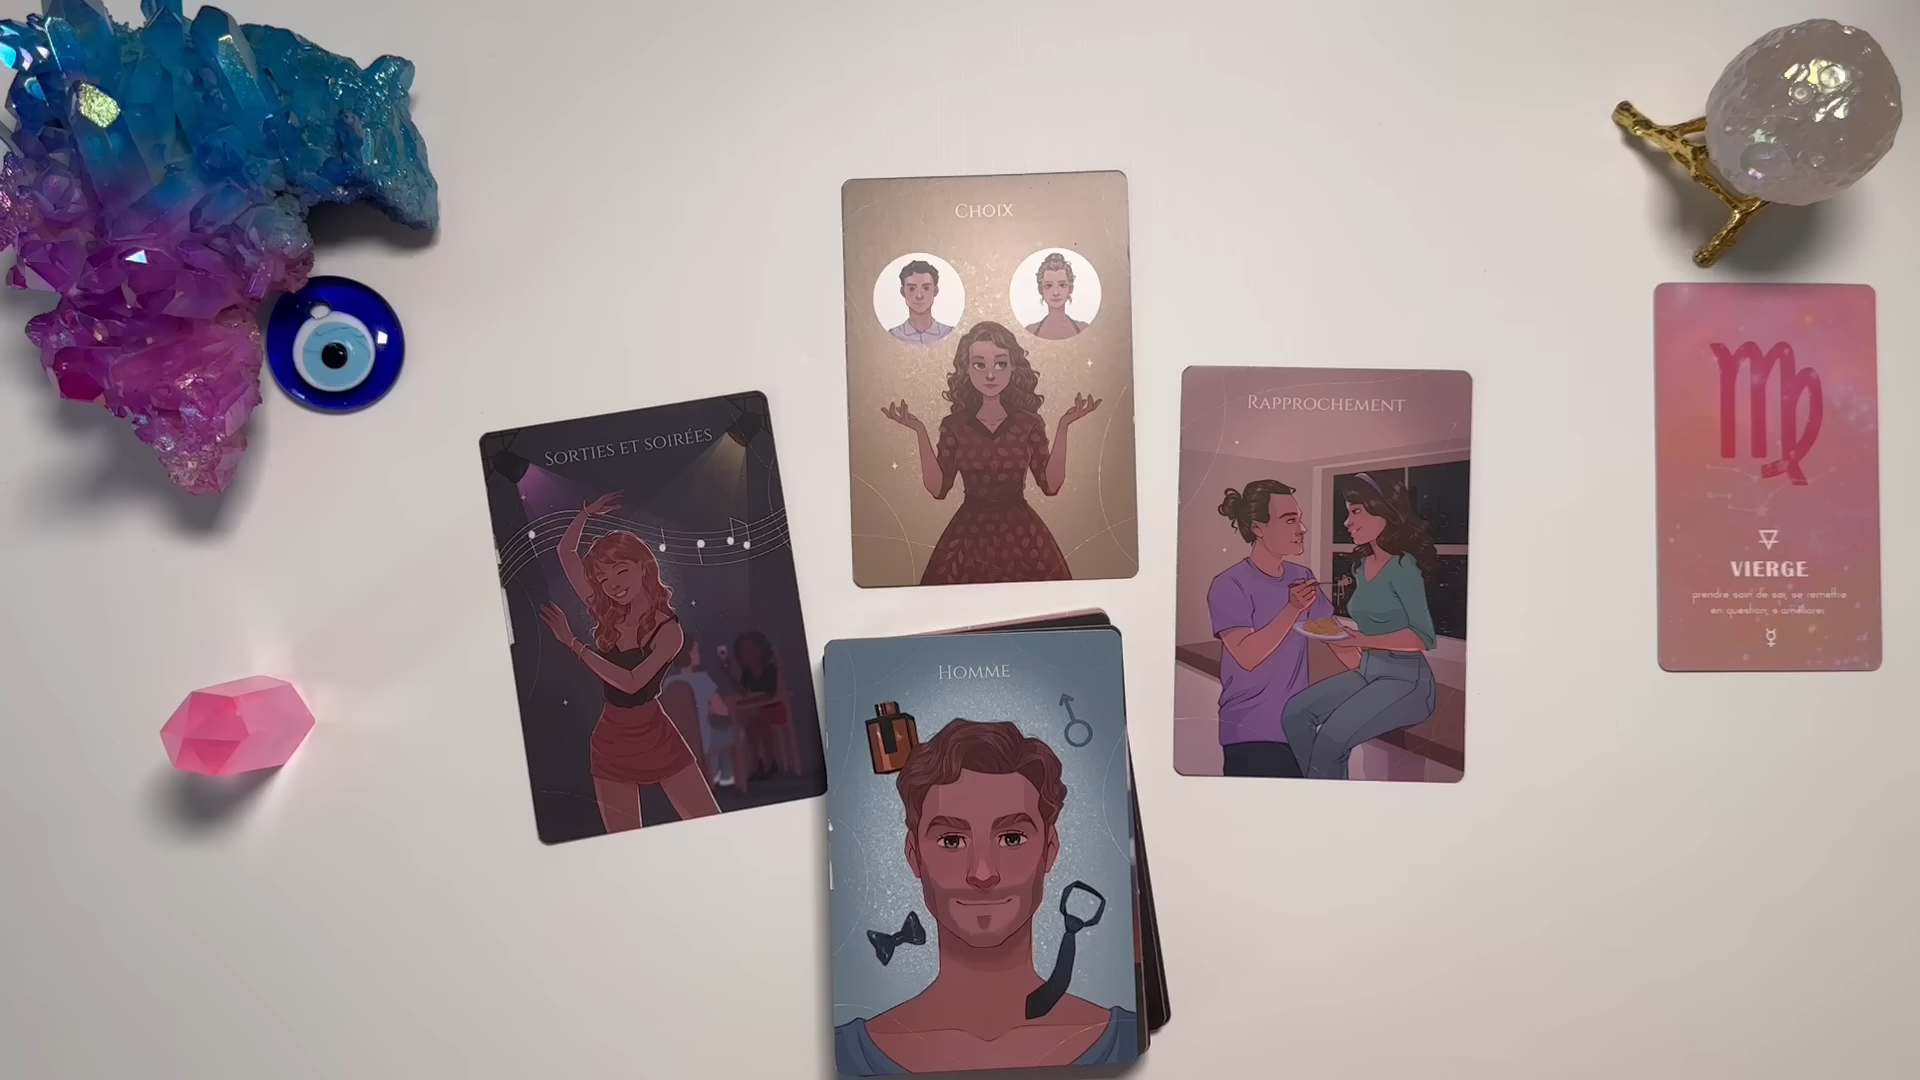 CHOIX
RAPPROCHEMENT
SORTIES ET SOIRÉES
HOMME
VIERGE
prendre soin de soi, se remettre
en question, s'améliorer